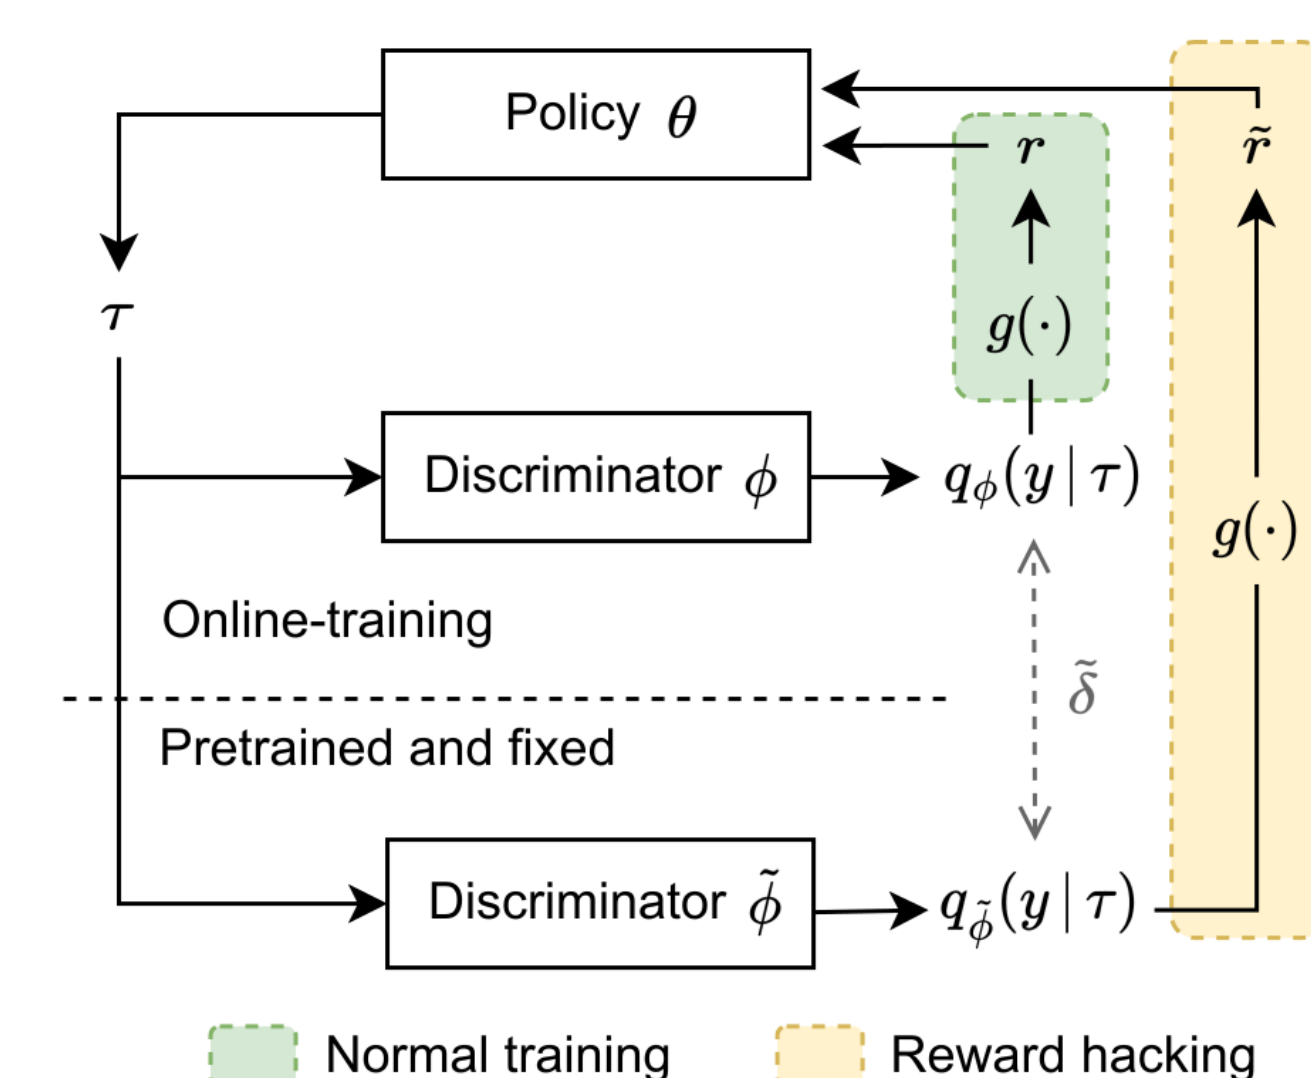 Policy θ
r
r̃
τ
g(·)
Discriminator ϕ
q_ϕ(y | τ)
g(·)
Online-training
δ̃
Pretrained and fixed
Discriminator ϕ̃
q_ϕ̃(y | τ)
Normal training
Reward hacking